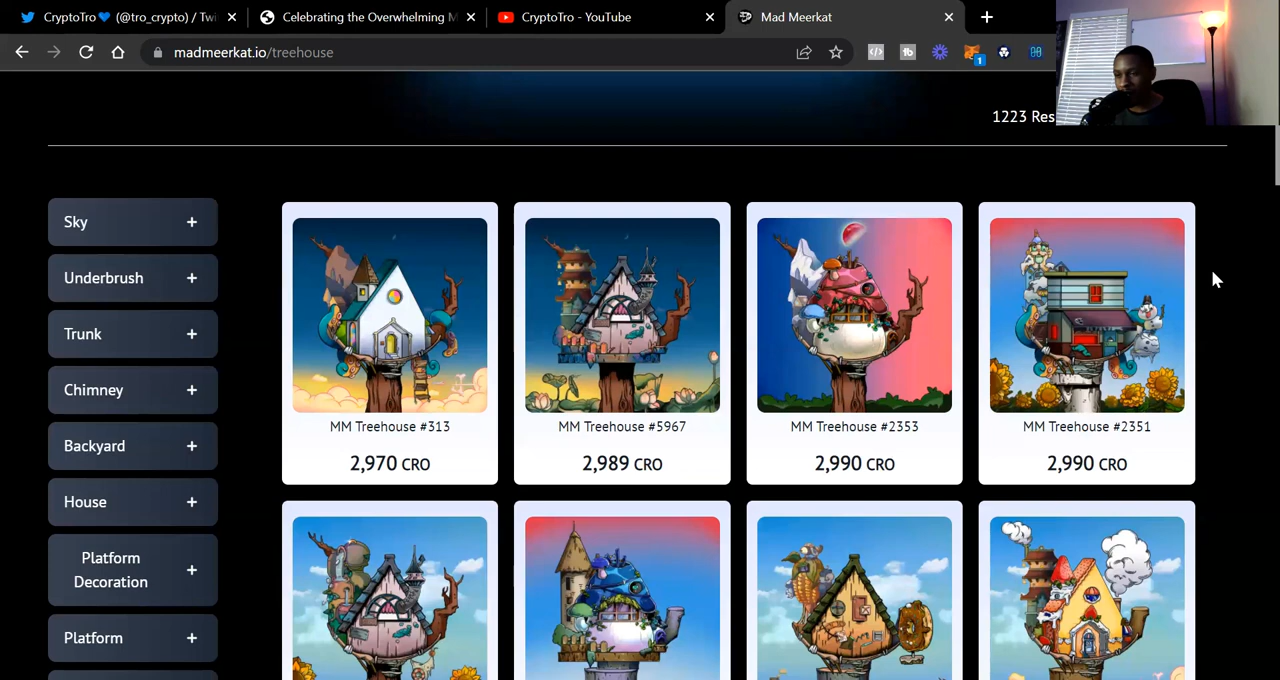 CryptoTro💙 (@tro_crypto) / Twi
Celebrating the Overwhelming M
CryptoTro - YouTube
Mad Meerkat
madmeerkat.io/treehouse
1
1223 Res
Sky +
Underbrush +
Trunk +
Chimney +
Backyard +
House +
Platform
Decoration +
Platform +
MM Treehouse #313
2,970 CRO
MM Treehouse #5967
2,989 CRO
MM Treehouse #2353
2,990 CRO
MM Treehouse #2351
2,990 CRO